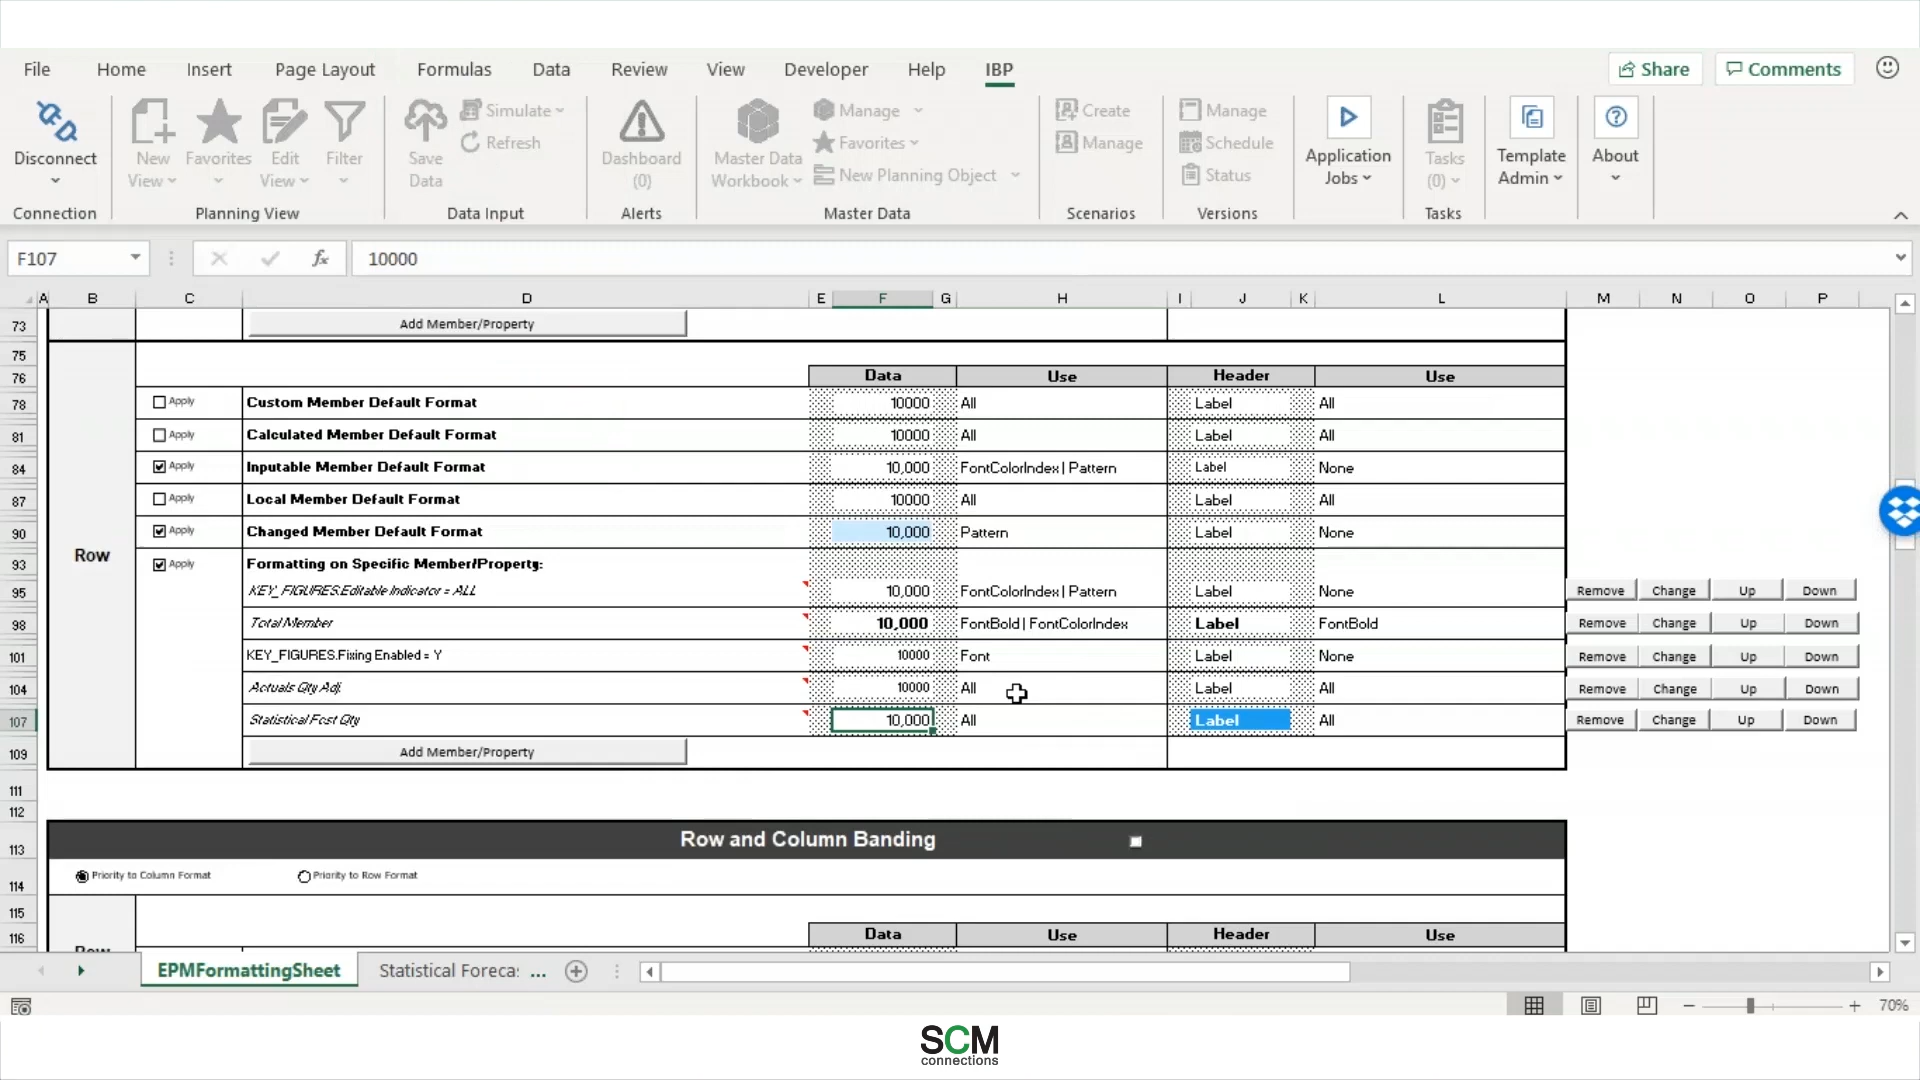 File Home Insert Page Layout Formulas Data Review View Developer Help IBP Share Comments
Disconnect New View Favorites Edit View Filter Save Data Simulate Refresh Dashboard (0) Master Data Workbook Manage Favorites New Planning Object Create Manage Manage Schedule Status Application Jobs Tasks (0) Template Admin About
Connection Planning View Data Input Alerts Master Data Scenarios Versions Tasks
F107 fx 10000
A B C D E F G H I J K L M N O P
73 Add Member/Property
75
76 Data Use Header Use
78 Apply Custom Member Default Format 10000 All Label All
81 Apply Calculated Member Default Format 10000 All Label All
84 Apply Inputable Member Default Format 10,000 FontColorIndex | Pattern Label None
87 Apply Local Member Default Format 10000 All Label All
90 Apply Changed Member Default Format 10,000 Pattern Label None
Row
93 Apply Formatting on Specific Member/Property:
95 KEY_FIGURES.Editable Indicator = ALL 10,000 FontColorIndex | Pattern Label None Remove Change Up Down
98 Total Member 10,000 FontBold | FontColorIndex Label FontBold Remove Change Up Down
101 KEY_FIGURES.Fixing Enabled = Y 10000 Font Label None Remove Change Up Down
104 Actuals Qty Adj. 10000 All Label All Remove Change Up Down
107 Statistical Fcst Qty 10,000 All Label All Remove Change Up Down
109 Add Member/Property
111
112
113 Row and Column Banding
114 Priority to Column Format Priority to Row Format
115
116 Data Use Header Use
Row
EPMFormattingSheet Statistical Foreca: ...
70%
SCM
connections